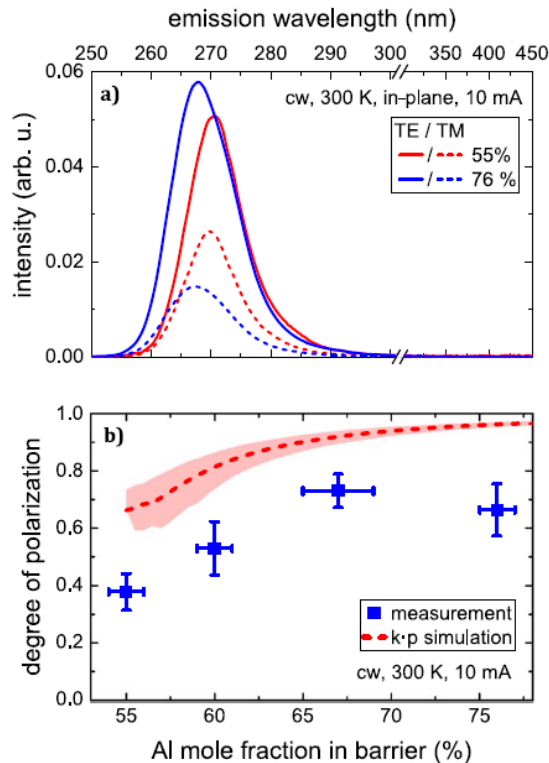 emission wavelength (nm)
250 260 270 280 290 300 400 450
0.06
a)
cw, 300 K, in-plane, 10 mA
TE / TM
/ 55%
/ 76 %
0.04
0.02
0.00
intensity (arb. u.)
1.0
b)
0.8
0.6
0.4
0.2
0.0
degree of polarization
measurement
k·p simulation
cw, 300 K, 10 mA
55 60 65 70 75
Al mole fraction in barrier (%)